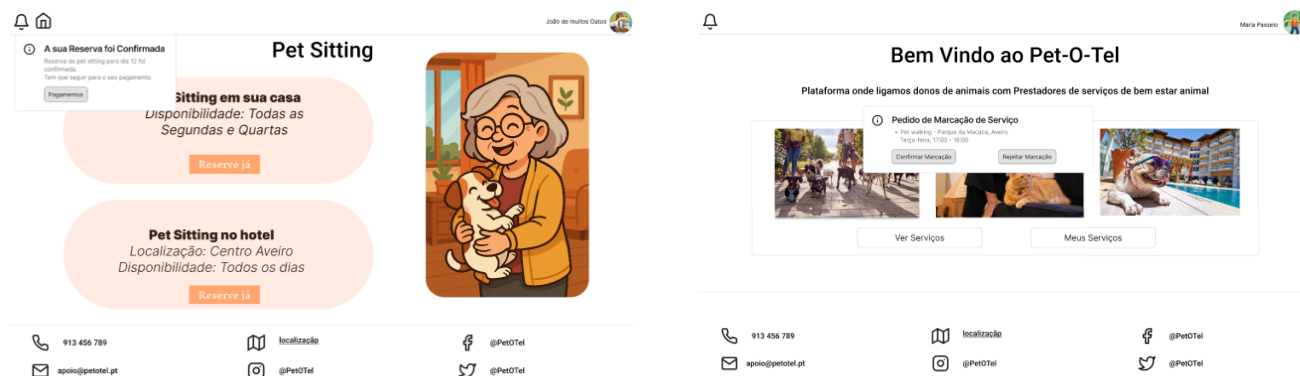 João de muitos Gatos
A sua Reserva foi Confirmada
Reserva de pet sitting para dia 12 foi
confirmada.
Tem que seguir para o seu pagamento.
Pagamentos
Pet Sitting
Sitting em sua casa
Disponibilidade: Todas as
Segundas e Quartas
Reserve já
Pet Sitting no hotel
Localização: Centro Aveiro
Disponibilidade: Todos os dias
Reserve já
913 456 789
localização
@PetOTel
apoio@petotel.pt
@PetOTel
@PetOTel
Maria Passeio
Bem Vindo ao Pet-O-Tel
Plataforma onde ligamos donos de animais com Prestadores de serviços de bem estar animal
Pedido de Marcação de Serviço
• Pet walking - Parque da Macaca, Aveiro
Terça-feira, 17:00 - 18:00
Confirmar Marcação
Rejeitar Marcação
Ver Serviços
Meus Serviços
913 456 789
localização
@PetOTel
apoio@petotel.pt
@PetOTel
@PetOTel